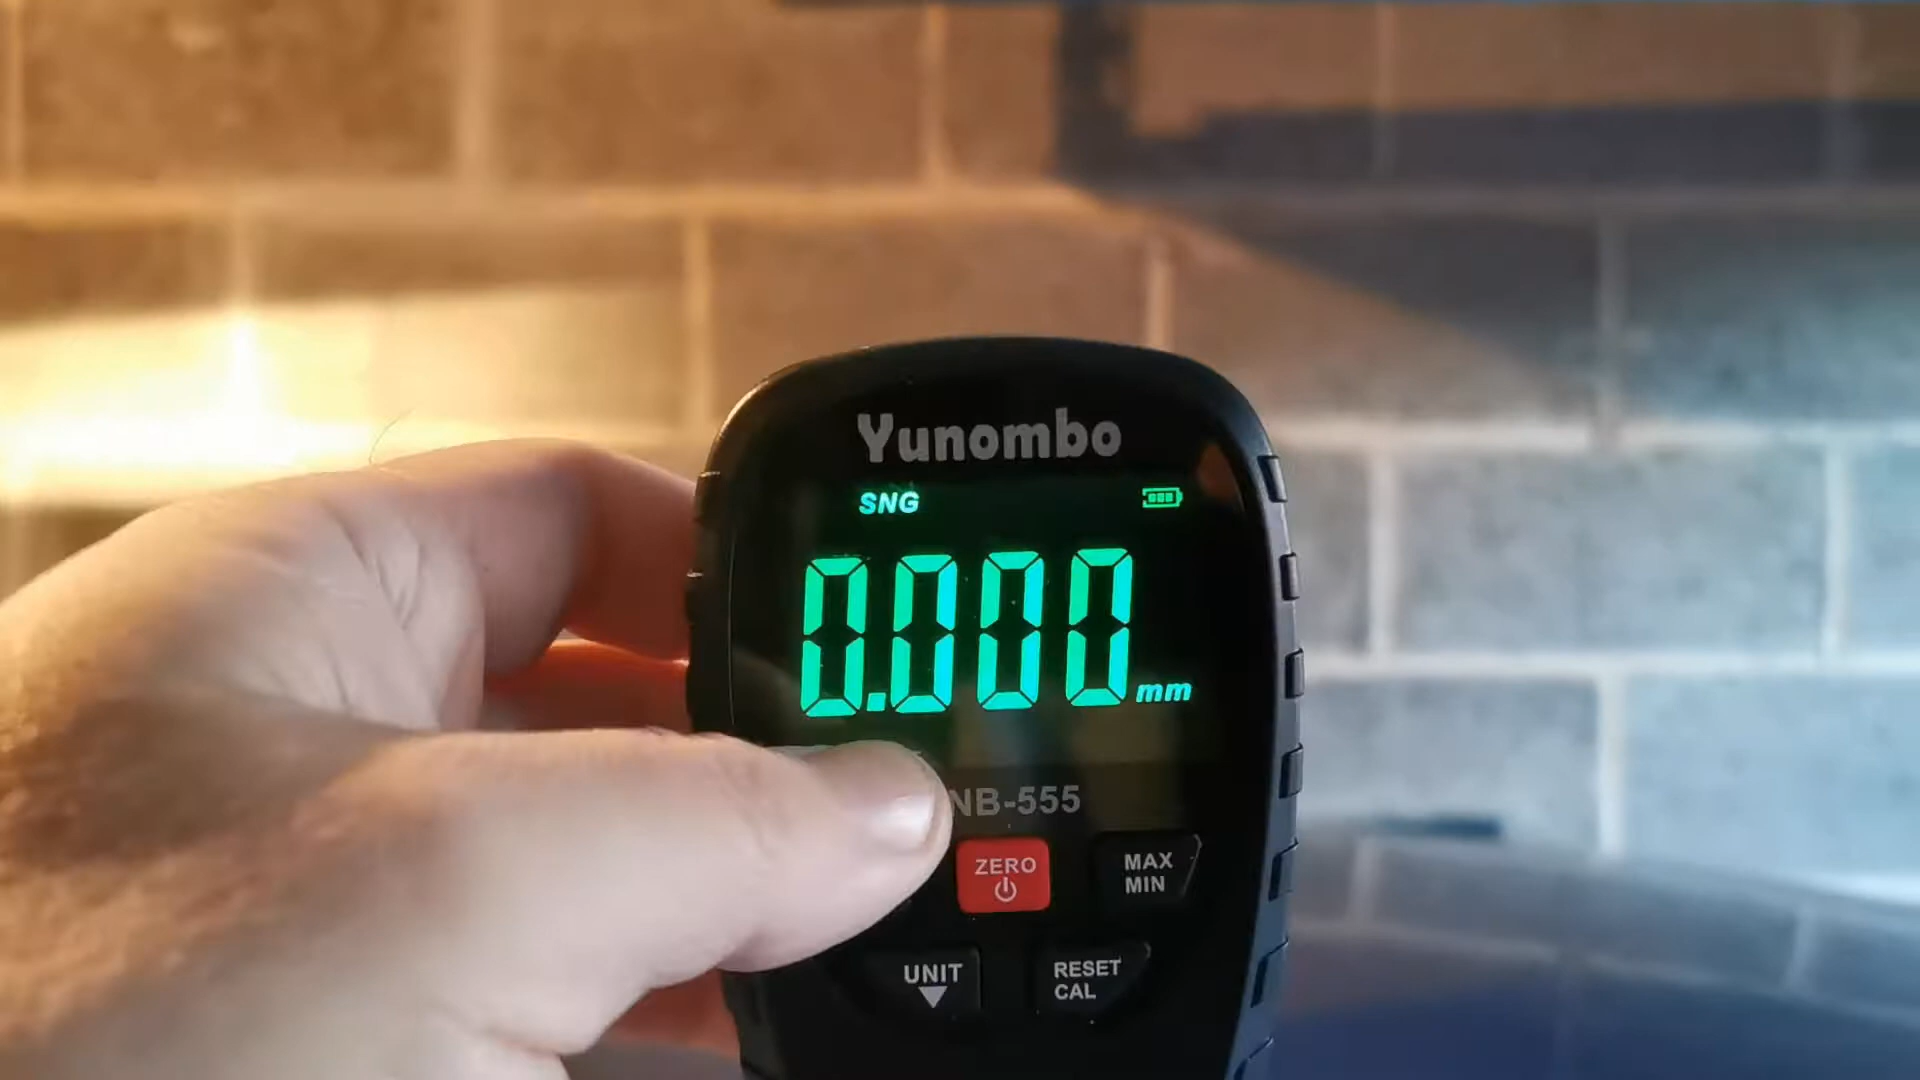 Yunombo
SNG
0.000 mm
NB-555
ZERO
MAX
MIN
UNIT
RESET
CAL